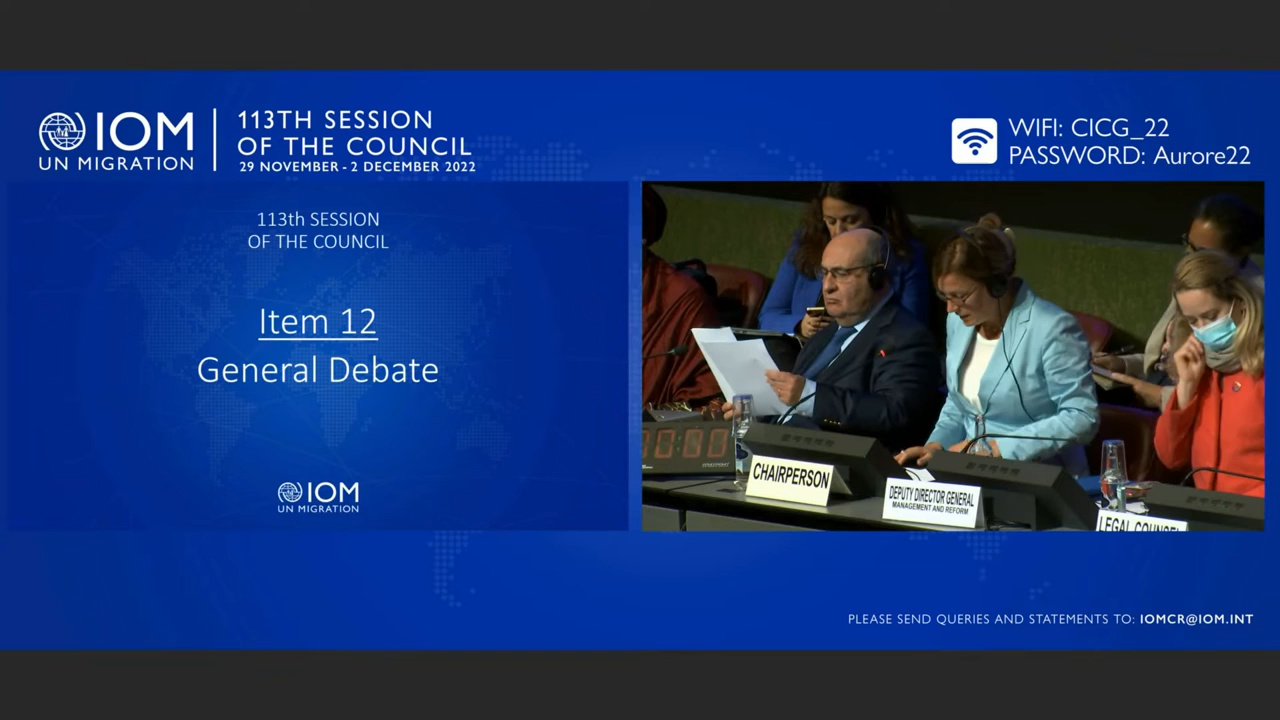 IOM
UN MIGRATION
113TH SESSION
OF THE COUNCIL
29 NOVEMBER - 2 DECEMBER 2022
WIFI: CICG_22
PASSWORD: Aurore22
113th SESSION
OF THE COUNCIL
Item 12
General Debate
IOM
UN MIGRATION
00:00
CHAIRPERSON
DEPUTY DIRECTOR GENERAL
MANAGEMENT AND REFORM
LEGAL COUNSEL
PLEASE SEND QUERIES AND STATEMENTS TO: IOMCR@IOM.INT